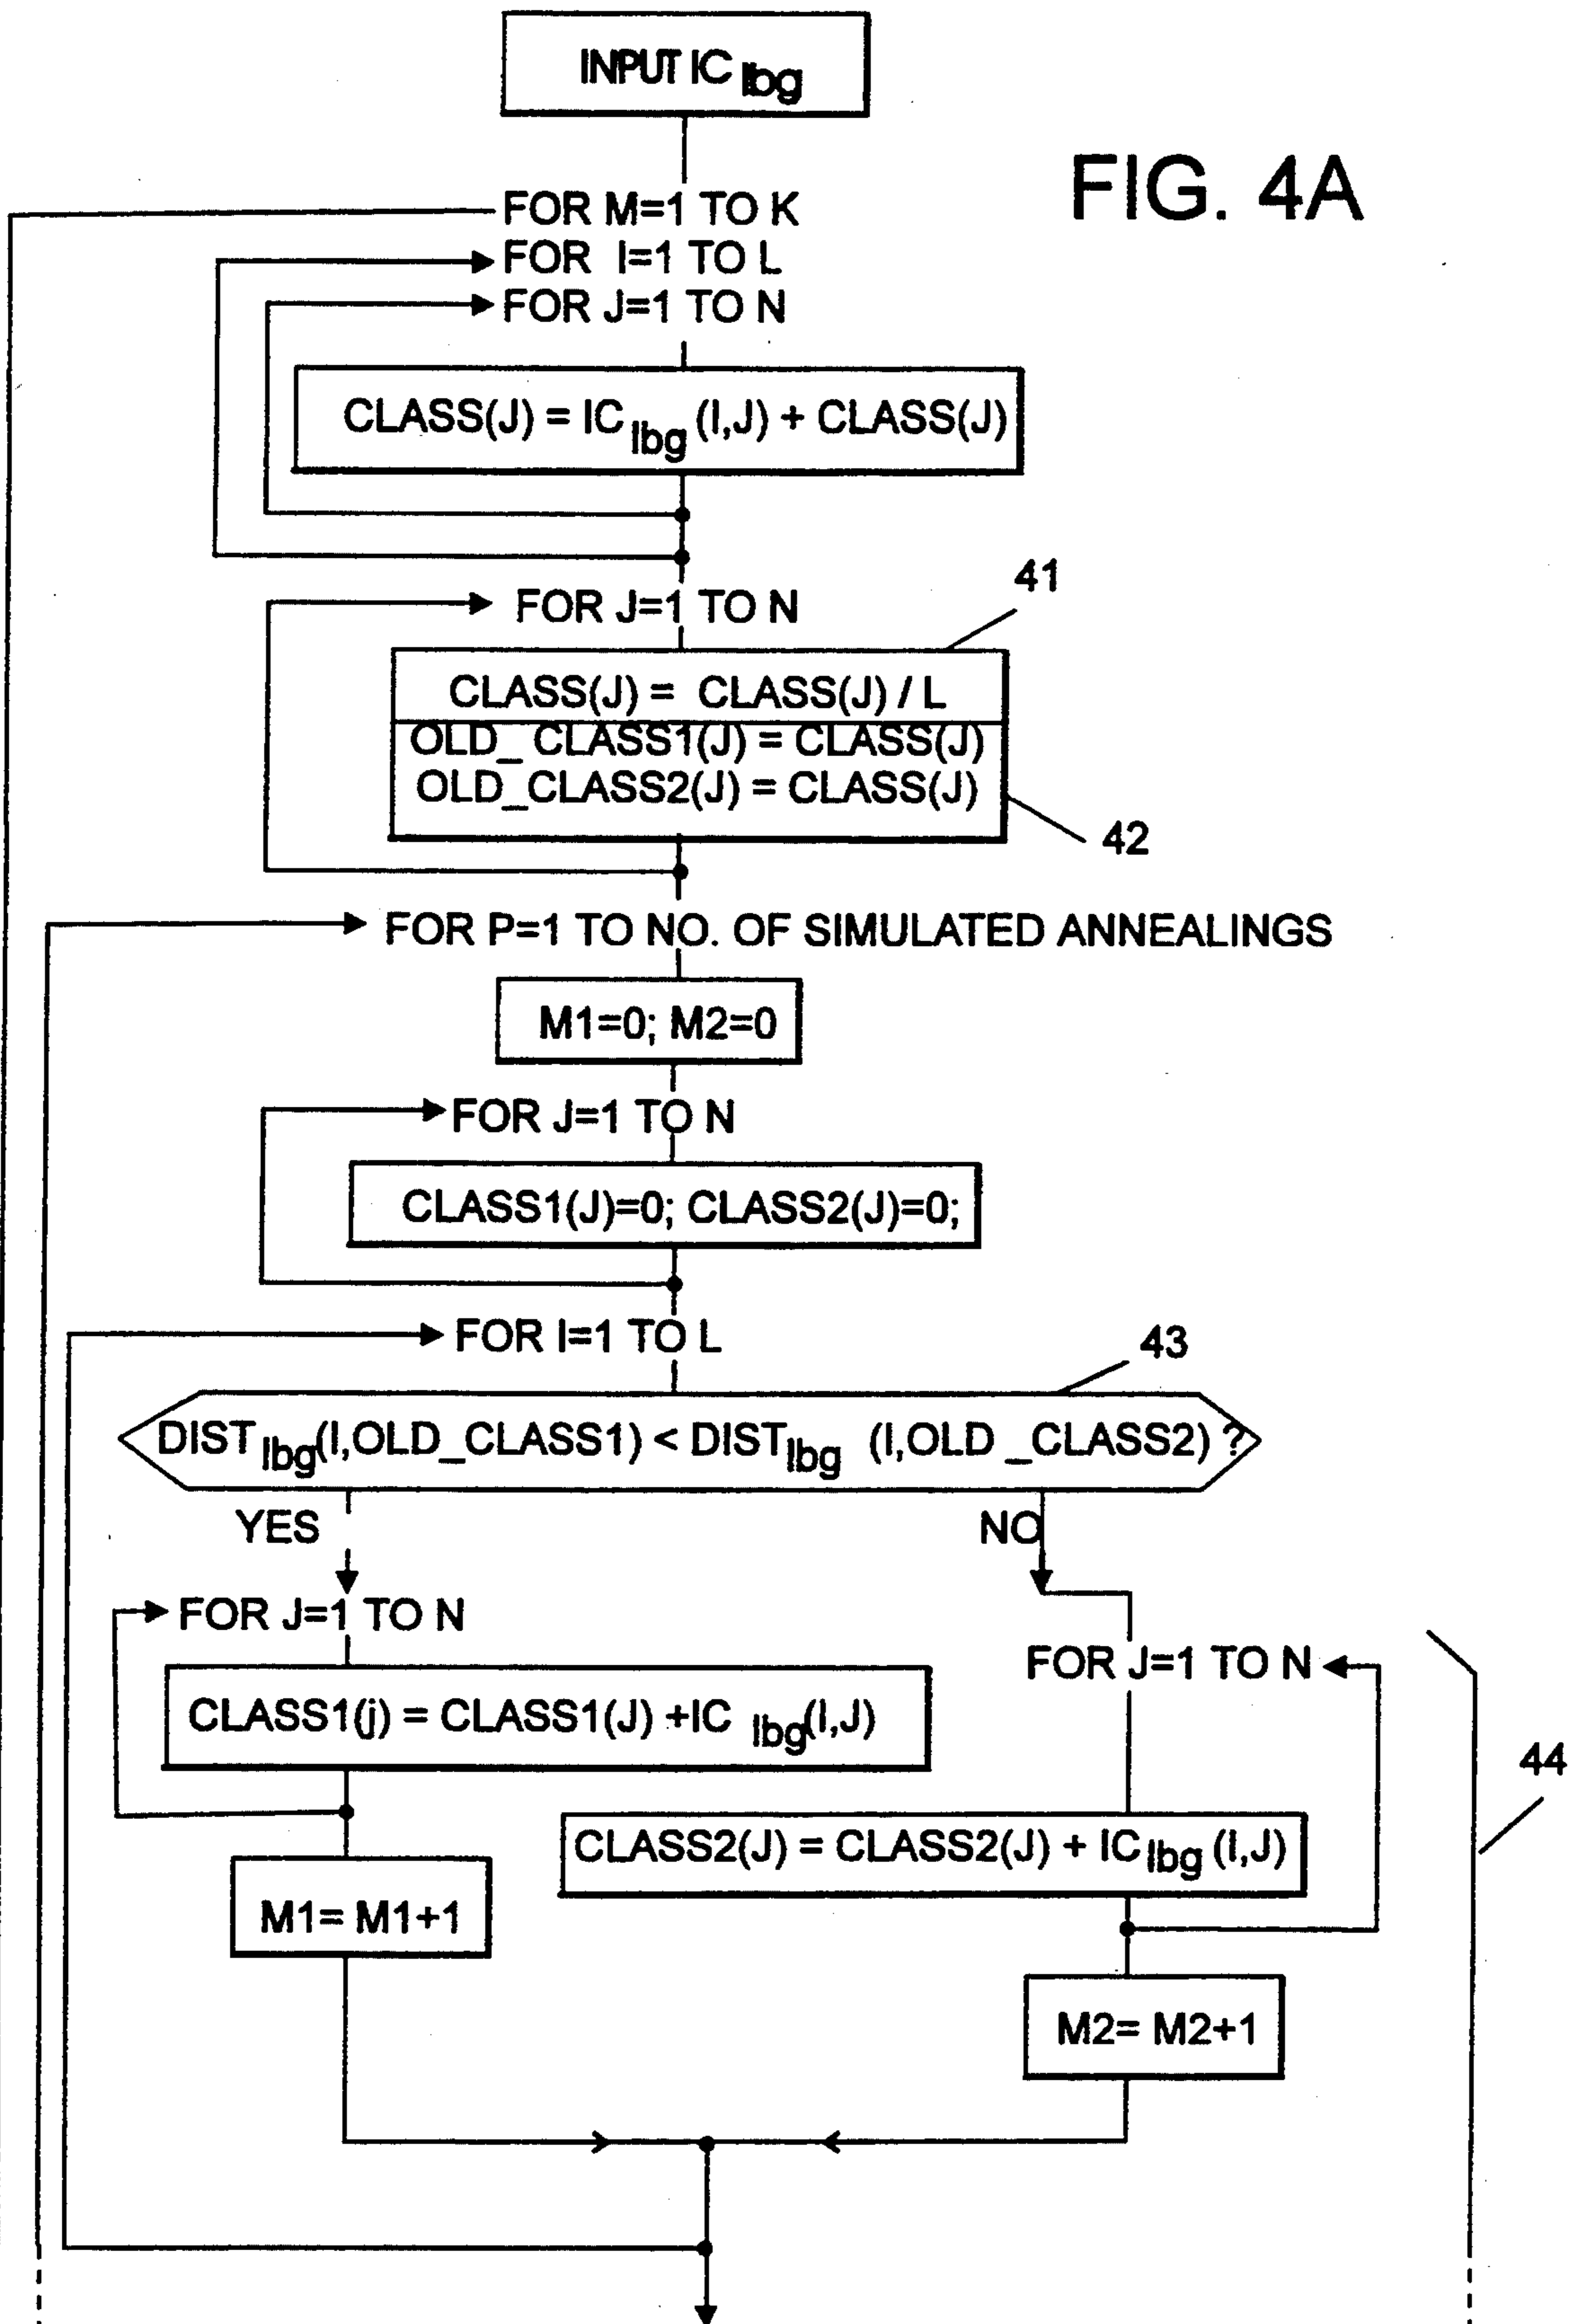 INPUT IC lbg
FIG. 4A
FOR M=1 TO K
FOR I=1 TO L
FOR J=1 TO N
CLASS(J) = IC lbg (I,J) + CLASS(J)
41
FOR J=1 TO N
CLASS(J) = CLASS(J) / L
OLD_CLASS1(J) = CLASS(J)
OLD_CLASS2(J) = CLASS(J)
42
FOR P=1 TO NO. OF SIMULATED ANNEALINGS
M1=0; M2=0
FOR J=1 TO N
CLASS1(J)=0; CLASS2(J)=0;
FOR I=1 TO L
43
DIST lbg(I,OLD_CLASS1) < DIST lbg (I,OLD_CLASS2) ?
YES
NO
FOR J=1 TO N
FOR J=1 TO N
CLASS1(j) = CLASS1(J) +IC lbg(I,J)
44
CLASS2(J) = CLASS2(J) + IC lbg (I,J)
M1= M1+1
M2= M2+1